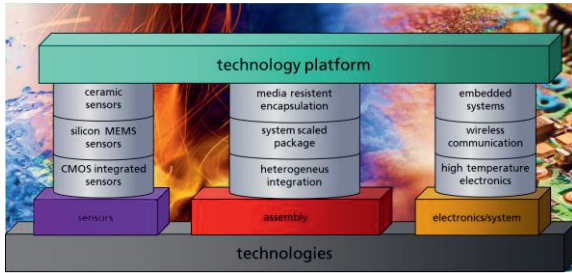 technology platform
ceramic
sensors
silicon MEMS
sensors
CMOS integrated
sensors
media resistent
encapsulation
system scaled
package
heterogeneus
integration
embedded
systems
wireless
communication
high temperature
electronics
sensors
assembly
electronics/system
technologies